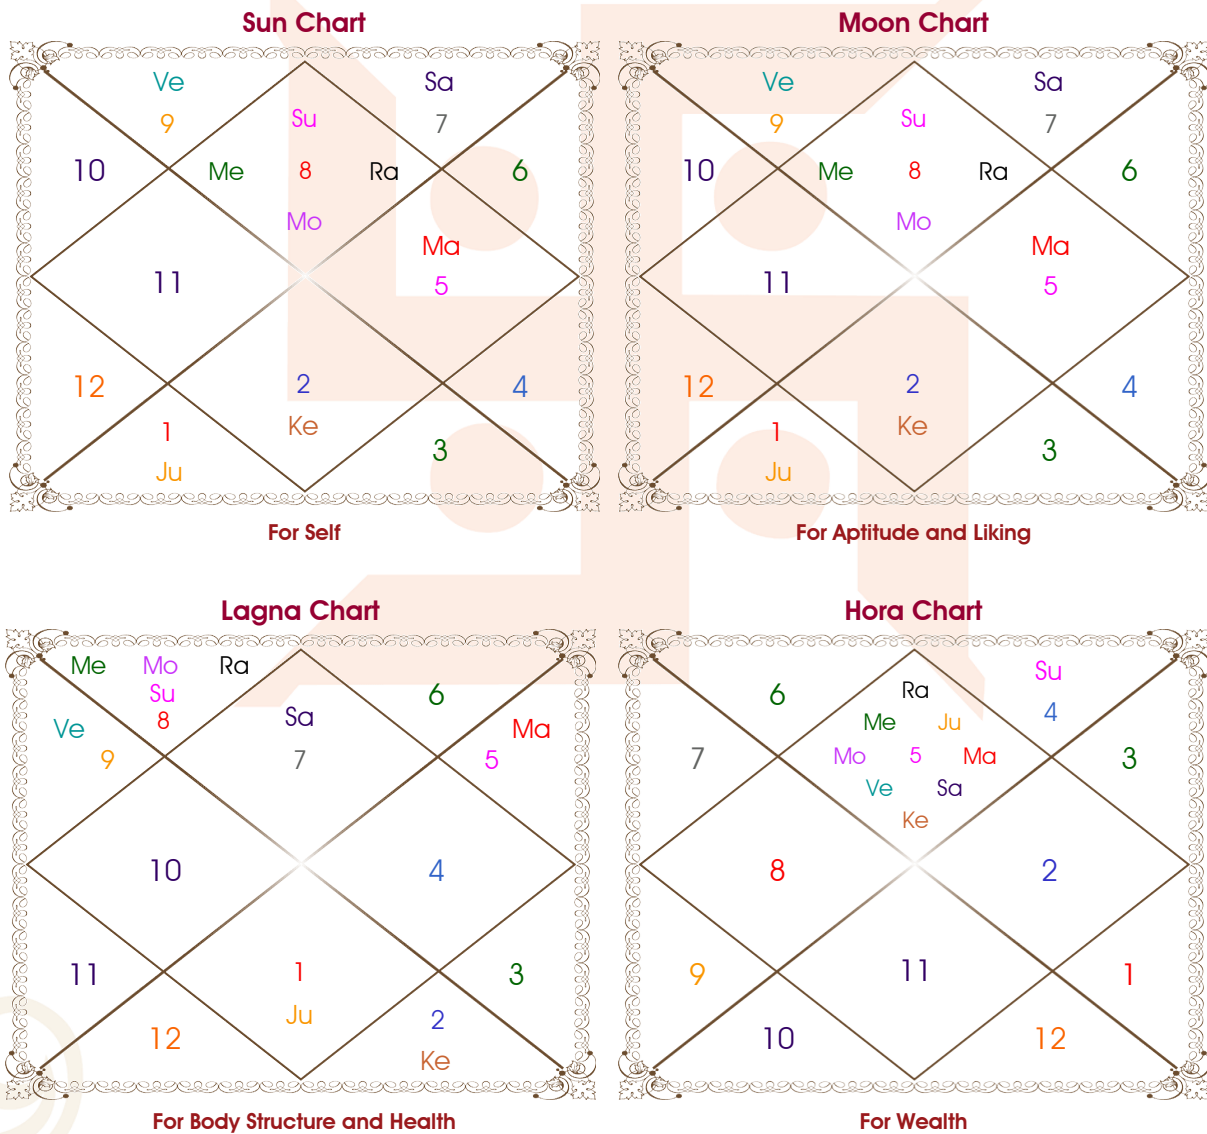 Sun Chart
Ve
Sa
9
Su
7
10
Me
8
Ra
6
Mo
Ma
11
5
12
2
4
1
Ke
3
Ju
For Self
Moon Chart
Ve
Sa
9
Su
7
10
Me
8
Ra
6
Mo
Ma
11
5
12
2
4
1
Ke
3
Ju
For Aptitude and Liking
Lagna Chart
Me Mo Ra
Su
6
8
Sa
Ve
Ma
9
7
5
10
4
11
1
3
Ju
2
12
Ke
For Body Structure and Health
Hora Chart
Su
6
Ra
4
Me
Ju
7
Mo
5
Ma
3
Ve
Sa
Ke
8
2
9
11
1
10
12
For Wealth